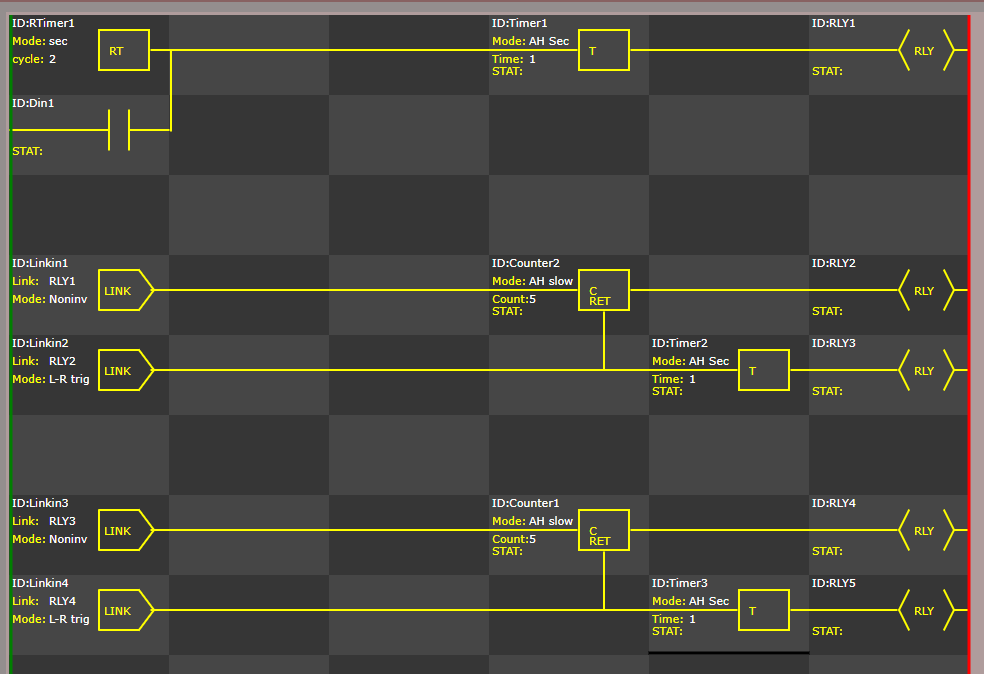 ID:RTimer1
Mode: sec
cycle: 2
RT
ID:Timer1
Mode: AH Sec
Time: 1
STAT:
T
ID:RLY1
RLY
STAT:
ID:Din1
STAT:
ID:Linkin1
Link: RLY1
Mode: Noninv
LINK
ID:Counter2
Mode: AH slow
Count:5
STAT:
C
RET
ID:RLY2
RLY
STAT:
ID:Linkin2
Link: RLY2
Mode: L-R trig
LINK
ID:Timer2
Mode: AH Sec
Time: 1
STAT:
T
ID:RLY3
RLY
STAT:
ID:Linkin3
Link: RLY3
Mode: Noninv
LINK
ID:Counter1
Mode: AH slow
Count:5
STAT:
C
RET
ID:RLY4
RLY
STAT:
ID:Linkin4
Link: RLY4
Mode: L-R trig
LINK
ID:Timer3
Mode: AH Sec
Time: 1
STAT:
T
ID:RLY5
RLY
STAT: